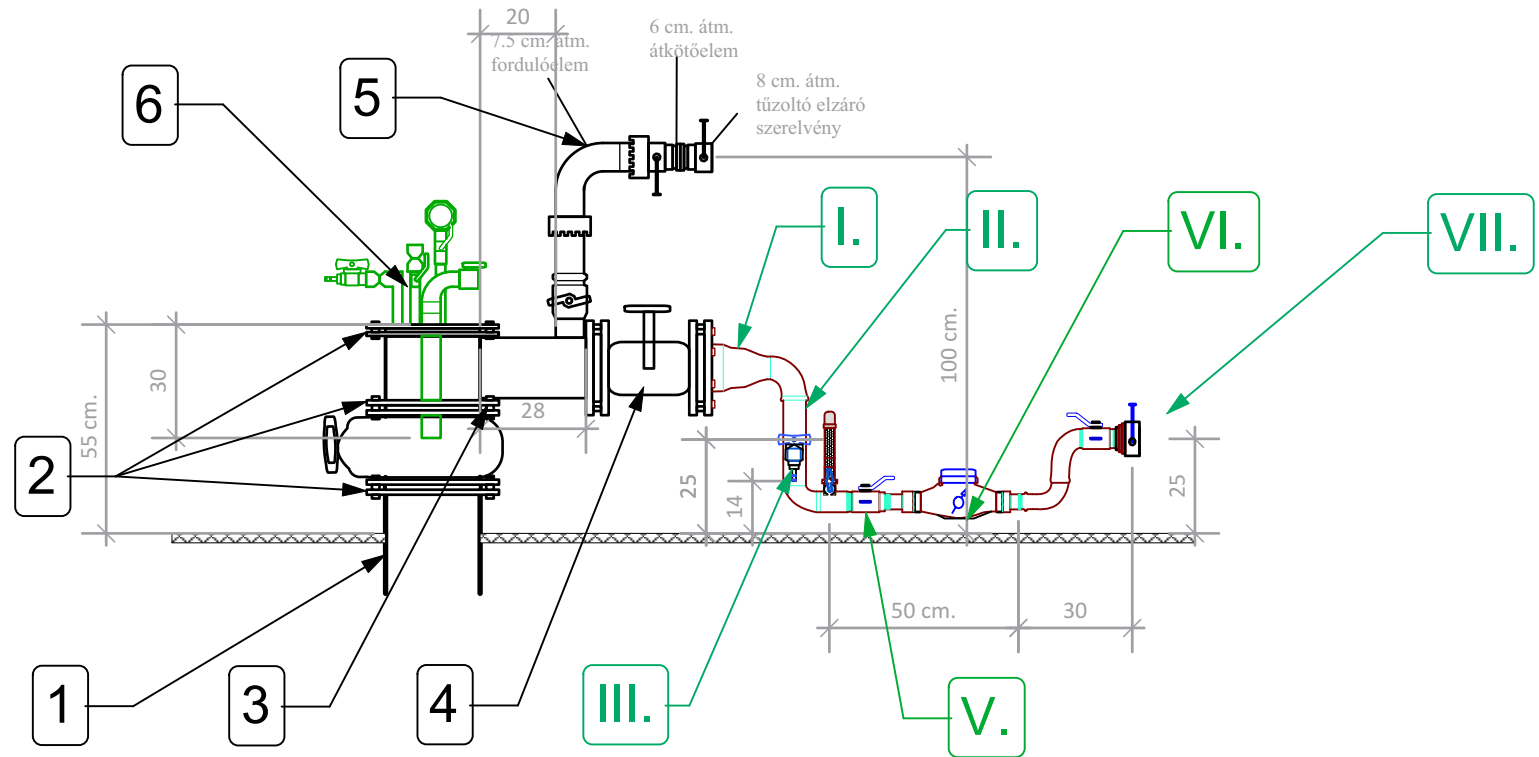 20
7.5 cm. átm.
fordulóelem
6 cm. átm.
átkötőelem
8 cm. átm.
tűzoltó elzáró
szerelvény
6
5
I.
II.
VI.
VII.
100 cm.
30
55 cm.
28
2
25
14
25
50 cm.
30
1
3
4
III.
V.